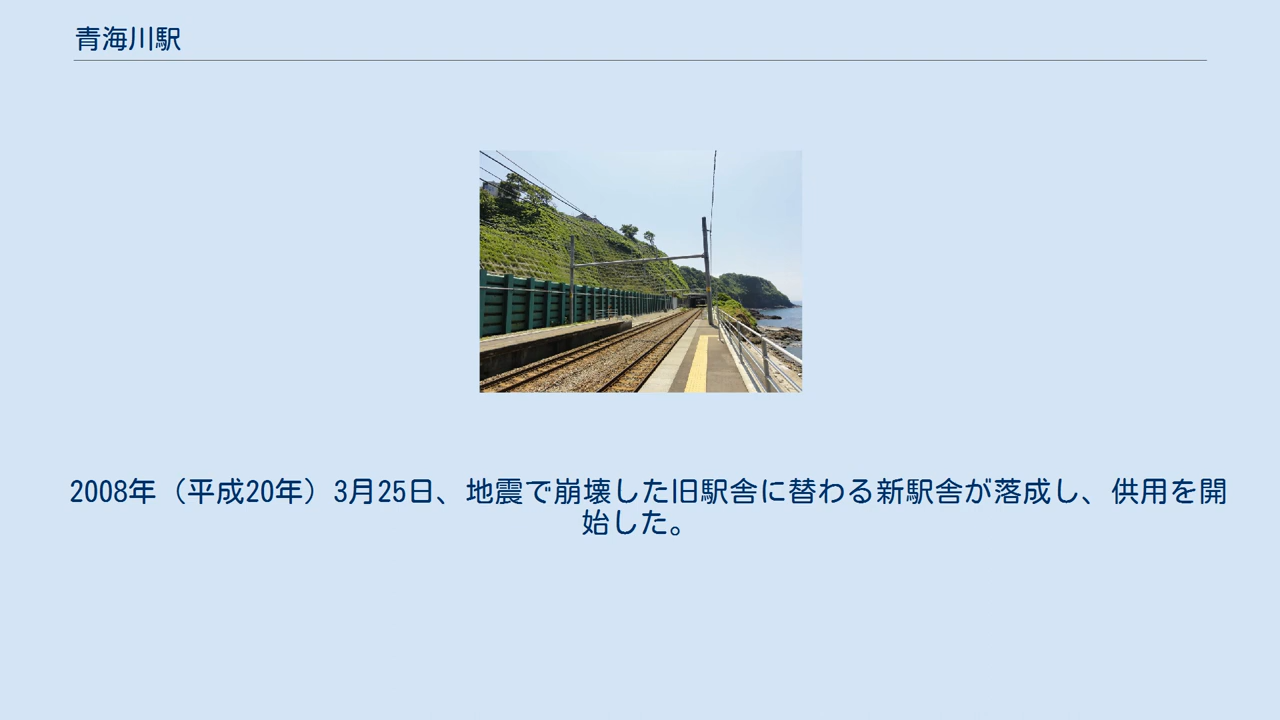 青海川駅
2008年（平成20年）3月25日、地震で崩壊した旧駅舎に替わる新駅舎が落成し、供用を開
始した。